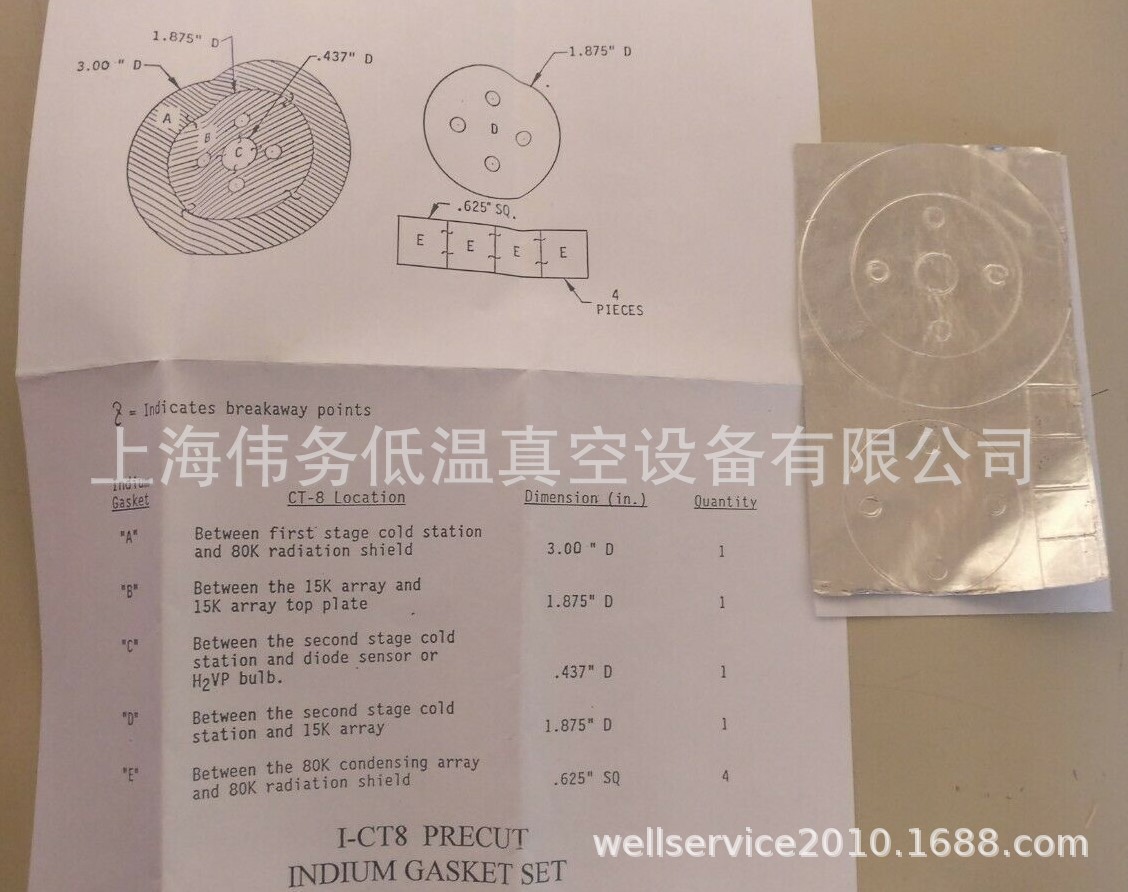 1.875" D
3.00 " D
.437" D
1.875" D
A
B
C
D
.625" SQ.
E E E E
4
PIECES
= Indicates breakaway points
上海伟务低温真空设备有限公司
Indium
Gasket CT-8 Location Dimension (in.) Quantity
"A" Between first stage cold station
and 80K radiation shield 3.00 " D 1
"B" Between the 15K array and
15K array top plate 1.875" D 1
"C" Between the second stage cold
station and diode sensor or
H2VP bulb. .437" D 1
"D" Between the second stage cold
station and 15K array 1.875" D 1
"E" Between the 80K condensing array
and 80K radiation shield .625" SQ 4
I-CT8 PRECUT
INDIUM GASKET SET
wellservice2010.1688.com